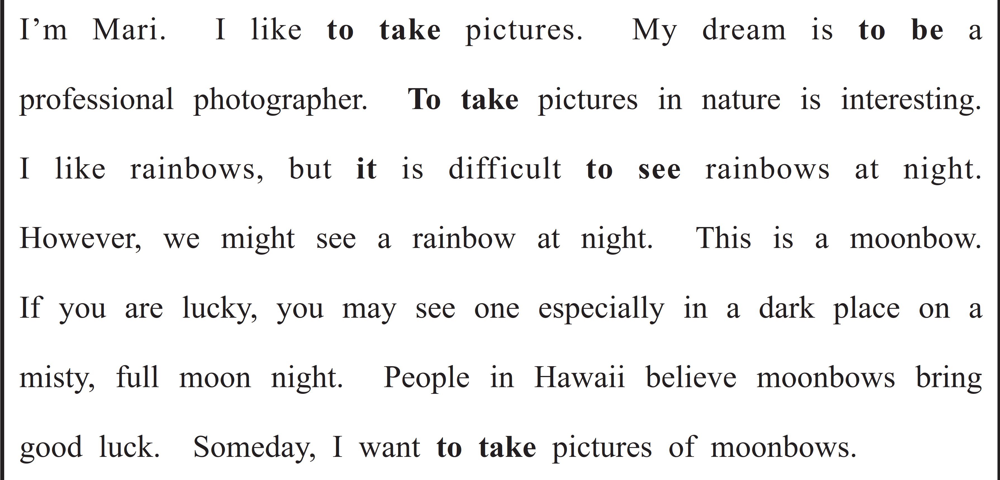 I’m Mari. I like to take pictures. My dream is to be a
professional photographer. To take pictures in nature is interesting.
I like rainbows, but it is difficult to see rainbows at night.
However, we might see a rainbow at night. This is a moonbow.
If you are lucky, you may see one especially in a dark place on a
misty, full moon night. People in Hawaii believe moonbows bring
good luck. Someday, I want to take pictures of moonbows.